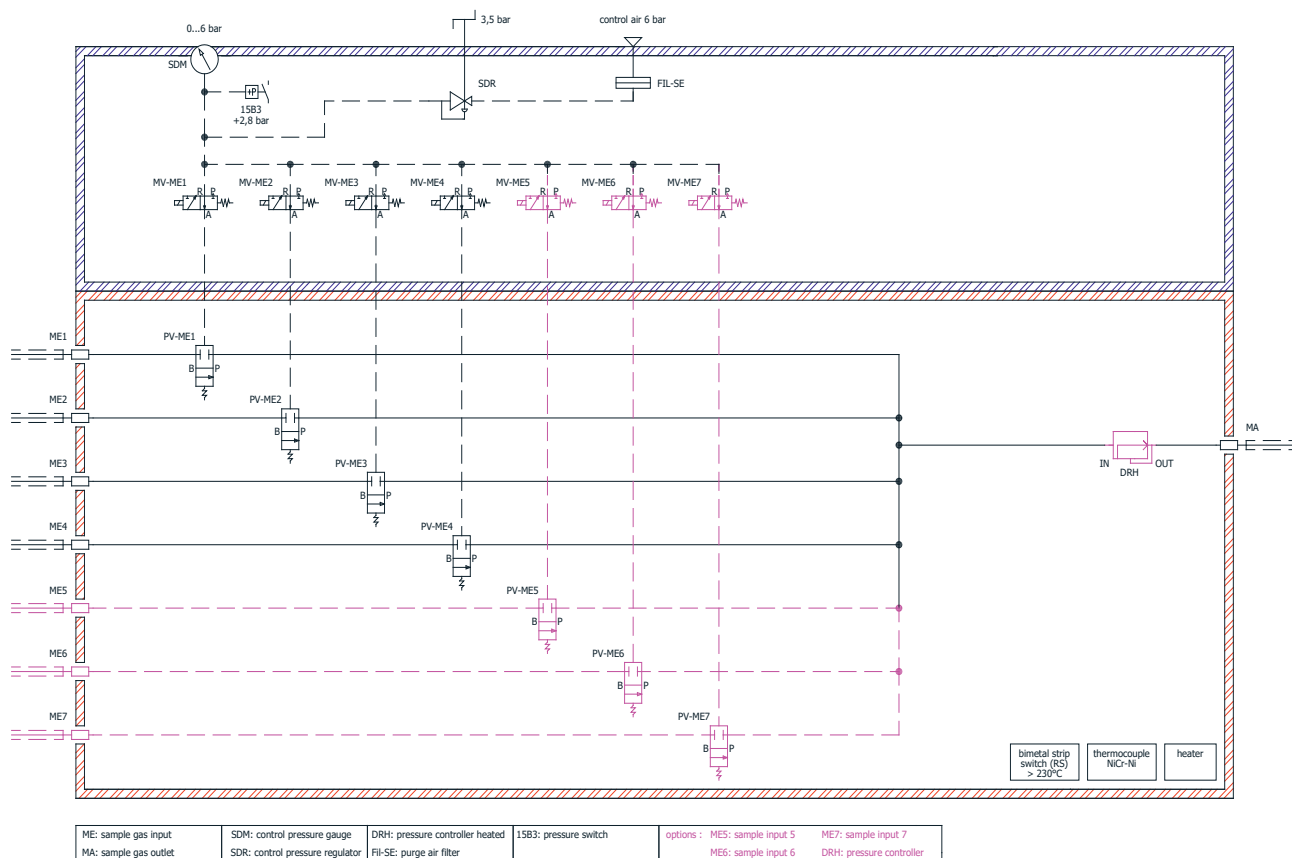 0...6 bar
3,5 bar
control air 6 bar
SDM
SDR
FIL-SE
+P
15B3
+2,8 bar
MV-ME1
R P
A
MV-ME2
R P
A
MV-ME3
R P
A
MV-ME4
R P
A
MV-ME5
R P
A
MV-ME6
R P
A
MV-ME7
R P
A
ME1
PV-ME1
B P
ME2
PV-ME2
B P
MA
ME3
PV-ME3
B P
IN OUT
DRH
ME4
PV-ME4
B P
ME5
PV-ME5
B P
ME6
PV-ME6
B P
ME7
PV-ME7
B P
bimetal strip
switch (RS)
> 230°C
thermocouple
NiCr-Ni
heater
ME: sample gas input
MA: sample gas outlet
SDM: control pressure gauge
SDR: control pressure regulator
DRH: pressure controller heated
Fil-SE: purge air filter
15B3: pressure switch
options : ME5: sample input 5 ME7: sample input 7
ME6: sample input 6 DRH: pressure controller